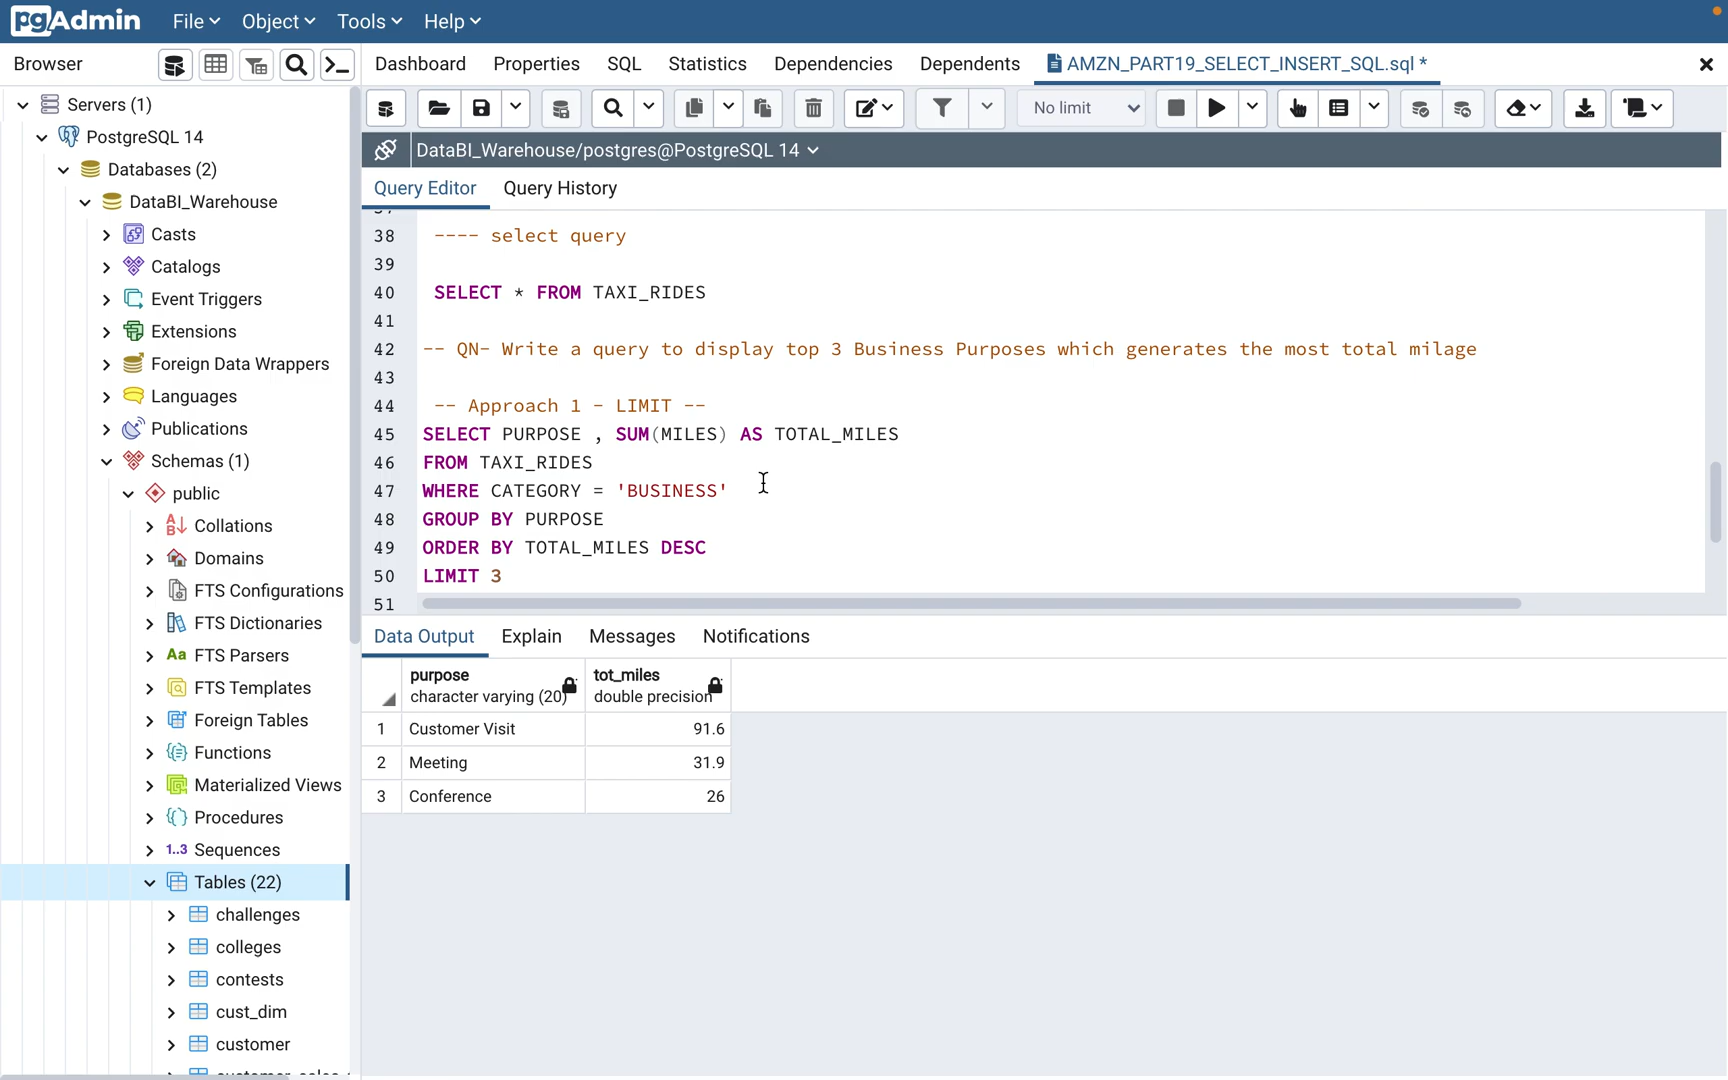 pgAdmin File Object Tools Help
Browser
Dashboard Properties SQL Statistics Dependencies Dependents AMZN_PART19_SELECT_INSERT_SQL.sql *
No limit
DataBI_Warehouse/postgres@PostgreSQL 14
Query Editor Query History
Servers (1)
PostgreSQL 14
Databases (2)
DataBI_Warehouse
Casts
Catalogs
Event Triggers
Extensions
Foreign Data Wrappers
Languages
Publications
Schemas (1)
public
Collations
Domains
FTS Configurations
FTS Dictionaries
FTS Parsers
FTS Templates
Foreign Tables
Functions
Materialized Views
Procedures
1..3 Sequences
Tables (22)
challenges
colleges
contests
cust_dim
customer
37
38 ---- select query
39
40 SELECT * FROM TAXI_RIDES
41
42 -- QN- Write a query to display top 3 Business Purposes which generates the most total milage
43
44 -- Approach 1 - LIMIT --
45 SELECT PURPOSE , SUM(MILES) AS TOTAL_MILES
46 FROM TAXI_RIDES
47 WHERE CATEGORY = 'BUSINESS'
48 GROUP BY PURPOSE
49 ORDER BY TOTAL_MILES DESC
50 LIMIT 3
51
Data Output Explain Messages Notifications
purpose tot_miles
character varying (20) double precision
1 Customer Visit 91.6
2 Meeting 31.9
3 Conference 26